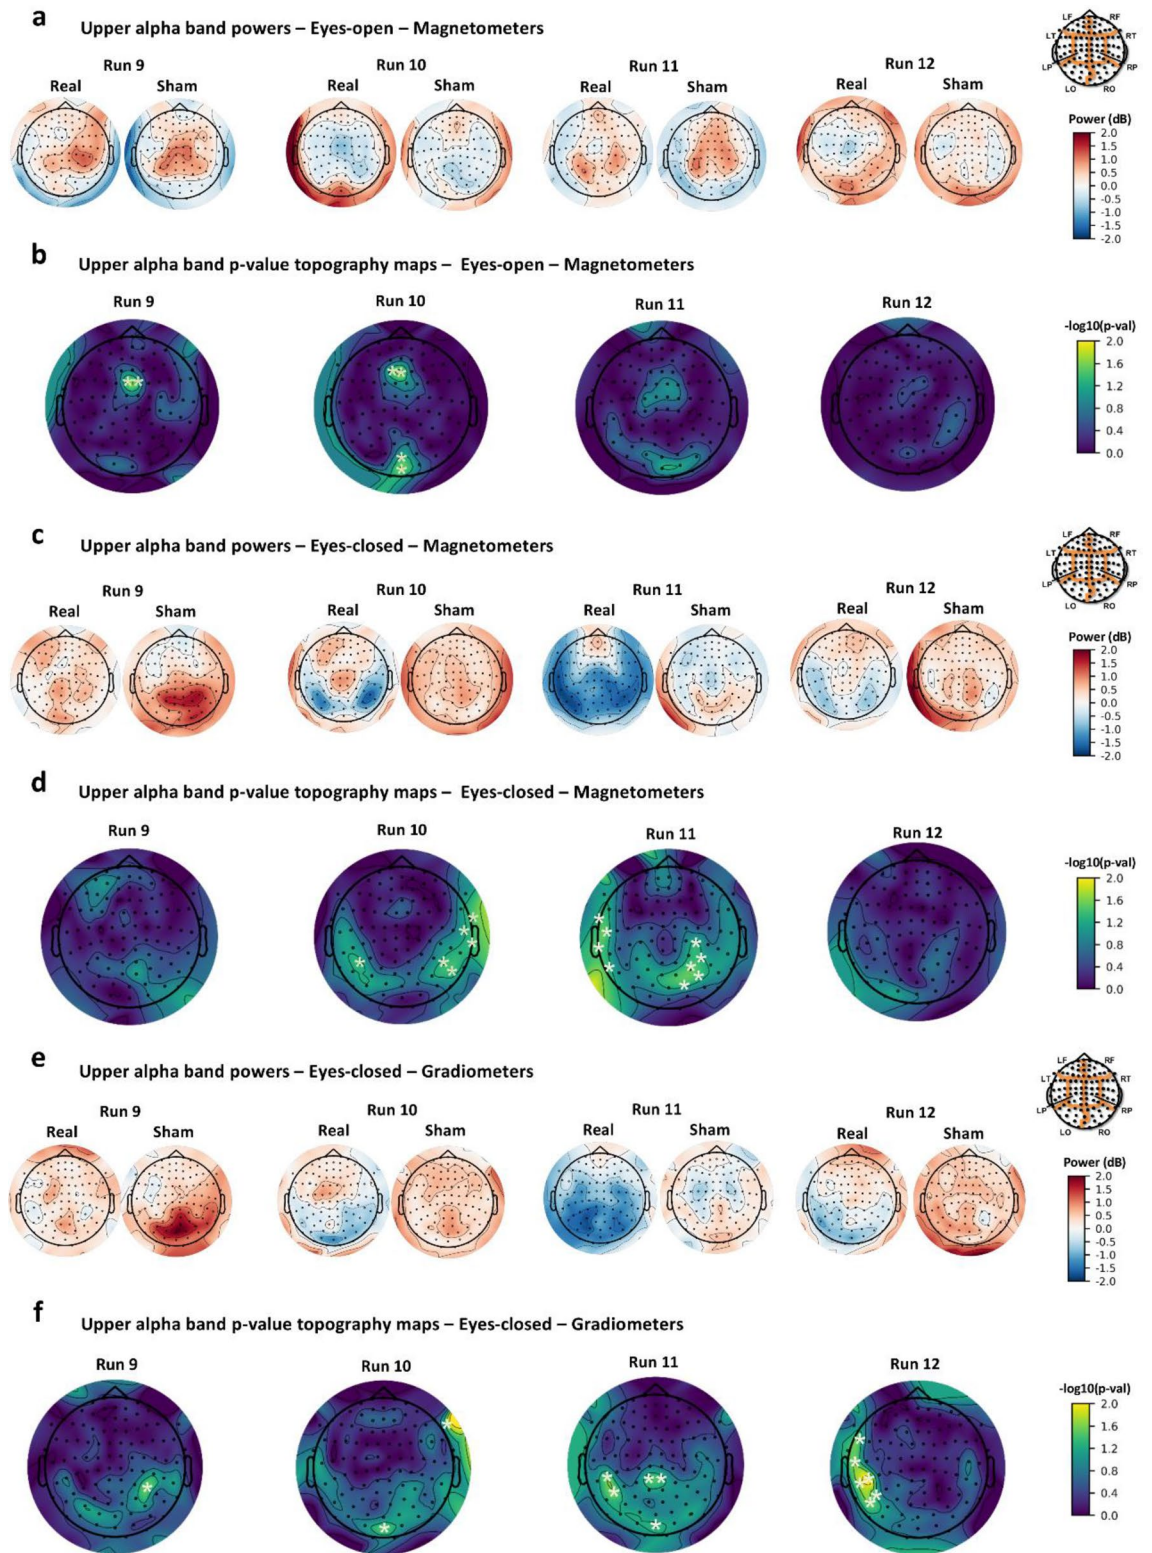 a Upper alpha band powers – Eyes-open – Magnetometers
Run 9 Run 10 Run 11 Run 12
Real Sham Real Sham Real Sham Real Sham
LF RF
LT RT
LP RP
LO RO
Power (dB)
2.0
1.5
1.0
0.5
0.0
-0.5
-1.0
-1.5
-2.0
b Upper alpha band p-value topography maps – Eyes-open – Magnetometers
Run 9 Run 10 Run 11 Run 12
-log10(p-val)
2.0
1.6
1.2
0.8
0.4
0.0
c Upper alpha band powers – Eyes-closed – Magnetometers
Run 9 Run 10 Run 11 Run 12
Real Sham Real Sham Real Sham Real Sham
LF RF
LT RT
LP RP
LO RO
Power (dB)
2.0
1.5
1.0
0.5
0.0
-0.5
-1.0
-1.5
-2.0
d Upper alpha band p-value topography maps – Eyes-closed – Magnetometers
Run 9 Run 10 Run 11 Run 12
-log10(p-val)
2.0
1.6
1.2
0.8
0.4
0.0
e Upper alpha band powers – Eyes-closed – Gradiometers
Run 9 Run 10 Run 11 Run 12
Real Sham Real Sham Real Sham Real Sham
LF RF
LT RT
LP RP
LO RO
Power (dB)
2.0
1.5
1.0
0.5
0.0
-0.5
-1.0
-1.5
-2.0
f Upper alpha band p-value topography maps – Eyes-closed – Gradiometers
Run 9 Run 10 Run 11 Run 12
-log10(p-val)
2.0
1.6
1.2
0.8
0.4
0.0